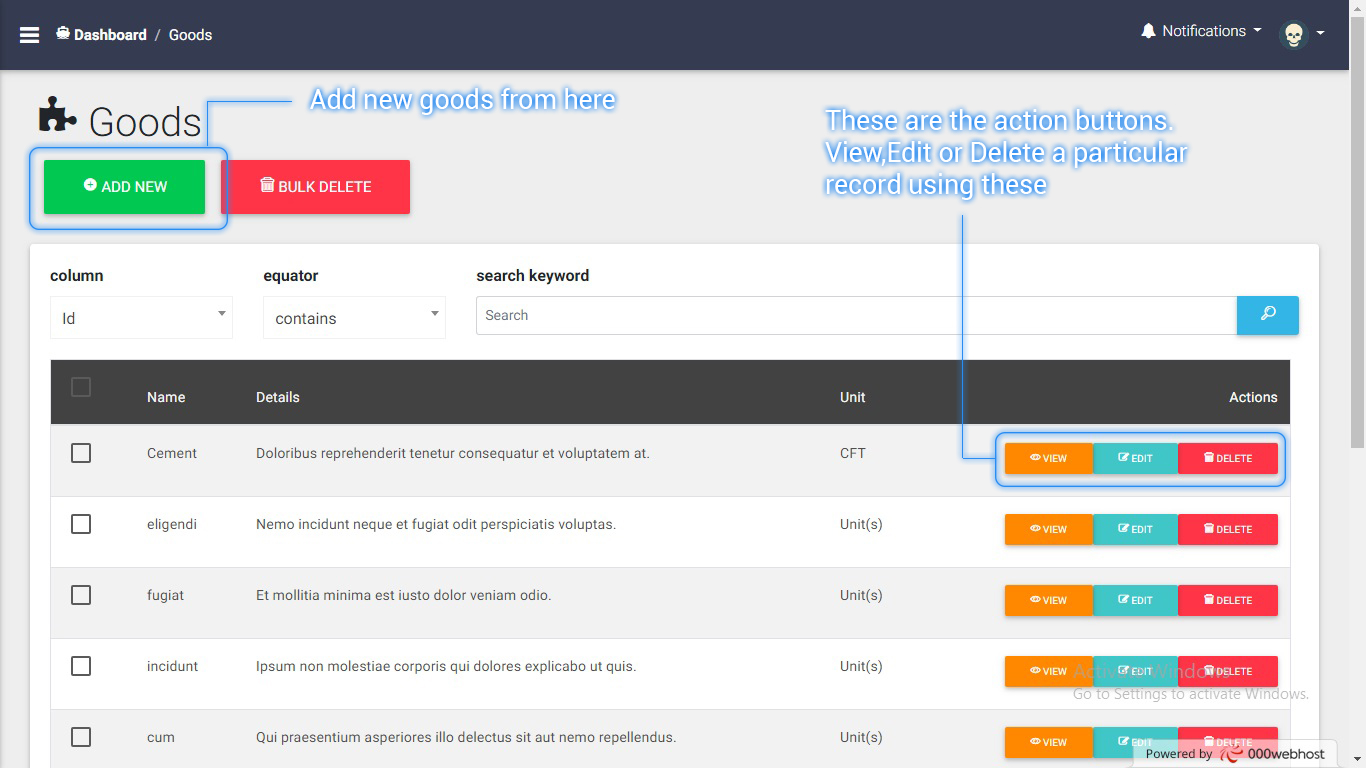 Dashboard / Goods
Notifications
Goods
Add new goods from here
These are the action buttons.
View,Edit or Delete a particular
record using these
ADD NEW
BULK DELETE
column
equator
search keyword
Id
contains
Search
Name Details Unit Actions
Cement Doloribus reprehenderit tenetur consequatur et voluptatem at. CFT VIEW EDIT DELETE
eligendi Nemo incidunt neque et fugiat odit perspiciatis voluptas. Unit(s) VIEW EDIT DELETE
fugiat Et mollitia minima est iusto dolor veniam odio. Unit(s) VIEW EDIT DELETE
incidunt Ipsum non molestiae corporis qui dolores explicabo ut quis. Unit(s) VIEW EDIT DELETE
Activate Windows
Go to Settings to activate Windows.
cum Qui praesentium asperiores illo delectus sit aut nemo repellendus. Unit(s) VIEW EDIT DELETE
Powered by 000webhost